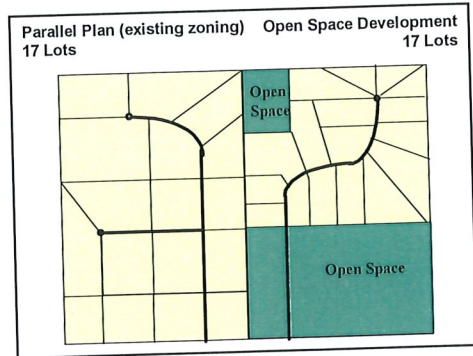 Parallel Plan (existing zoning)
17 Lots
Open Space Development
17 Lots
Open
Space
Open Space